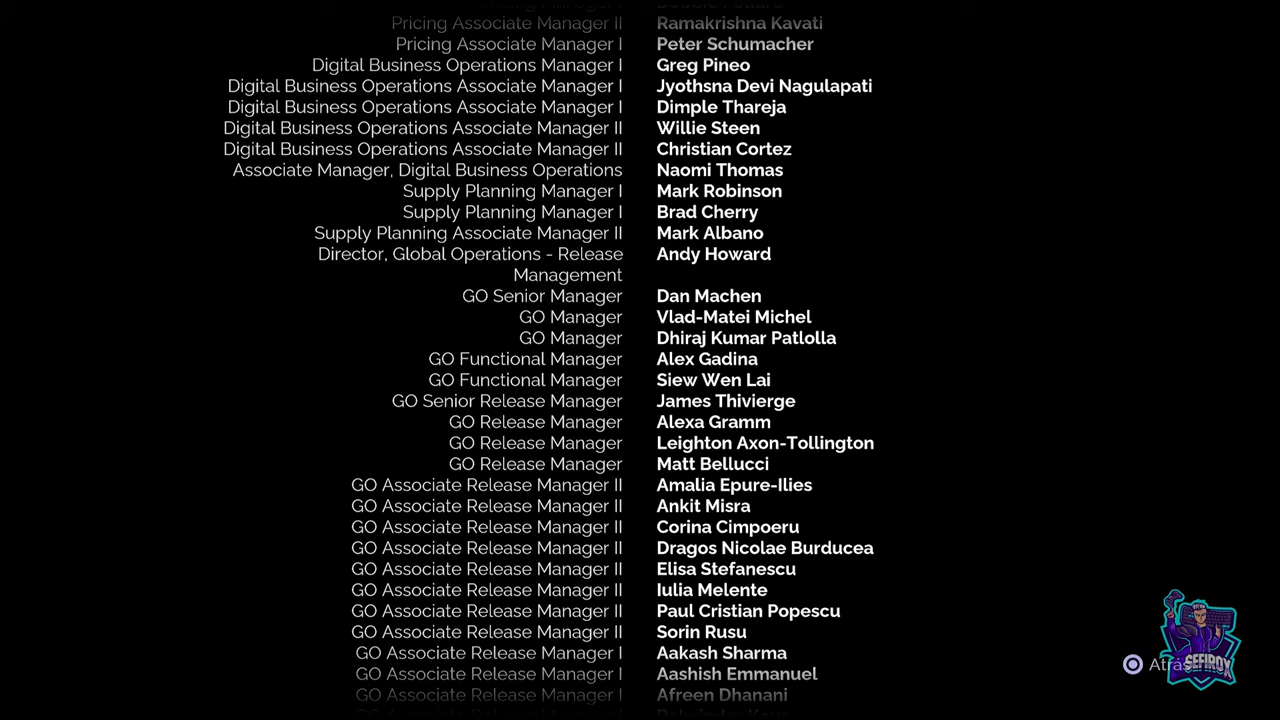 Pricing Associate Manager II Ramakrishna Kavati
Pricing Associate Manager I Peter Schumacher
Digital Business Operations Manager I Greg Pineo
Digital Business Operations Associate Manager I Jyothsna Devi Nagulapati
Digital Business Operations Associate Manager I Dimple Thareja
Digital Business Operations Associate Manager II Willie Steen
Digital Business Operations Associate Manager II Christian Cortez
Associate Manager, Digital Business Operations Naomi Thomas
Supply Planning Manager I Mark Robinson
Supply Planning Manager I Brad Cherry
Supply Planning Associate Manager II Mark Albano
Director, Global Operations - Release Andy Howard
Management
GO Senior Manager Dan Machen
GO Manager Vlad-Matei Michel
GO Manager Dhiraj Kumar Patlolla
GO Functional Manager Alex Gadina
GO Functional Manager Siew Wen Lai
GO Senior Release Manager James Thivierge
GO Release Manager Alexa Gramm
GO Release Manager Leighton Axon-Tollington
GO Release Manager Matt Bellucci
GO Associate Release Manager II Amalia Epure-Ilies
GO Associate Release Manager II Ankit Misra
GO Associate Release Manager II Corina Cimpoeru
GO Associate Release Manager II Dragos Nicolae Burducea
GO Associate Release Manager II Elisa Stefanescu
GO Associate Release Manager II Iulia Melente
GO Associate Release Manager II Paul Cristian Popescu
GO Associate Release Manager II Sorin Rusu
GO Associate Release Manager I Aakash Sharma
GO Associate Release Manager I Aashish Emmanuel
GO Associate Release Manager I Afreen Dhanani
Atrás
SEFIROX